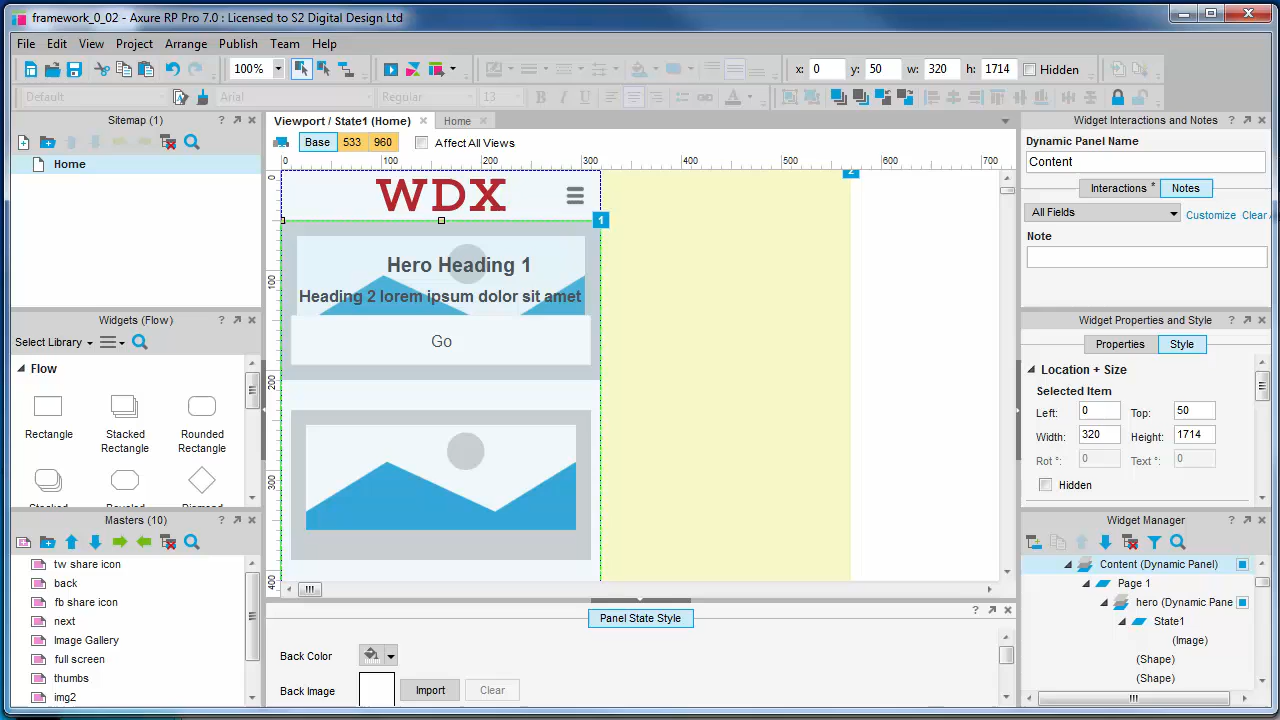 framework_0_02 - Axure RP Pro 7.0 : Licensed to S2 Digital Design Ltd
File Edit View Project Arrange Publish Team Help
100% x: 0 y: 50 w: 320 h: 1714 Hidden
Default Arial Regular 13 B I U A
Sitemap (1) ?
Home
Widgets (Flow) ?
Select Library
Flow
Rectangle Stacked Rectangle Rounded Rectangle
Masters (10) ?
tw share icon
back
fb share icon
next
Image Gallery
full screen
thumbs
img2
Viewport / State1 (Home) Home
Base 533 960 Affect All Views
0 100 200 300 400 500 600 700
0
100
200
300
400
WDX
1
2
Hero Heading 1
Heading 2 lorem ipsum dolor sit amet
Go
Panel State Style ?
Back Color
Back Image Import Clear
Widget Interactions and Notes ?
Dynamic Panel Name
Content
Interactions * Notes
All Fields Customize Clear
Note
Widget Properties and Style ?
Properties Style
Location + Size
Selected Item
Left: 0 Top: 50
Width: 320 Height: 1714
Rot °: 0 Text °: 0
Hidden
Widget Manager ?
Content (Dynamic Panel)
Page 1
hero (Dynamic Pane
State1
(Image)
(Shape)
(Shape)